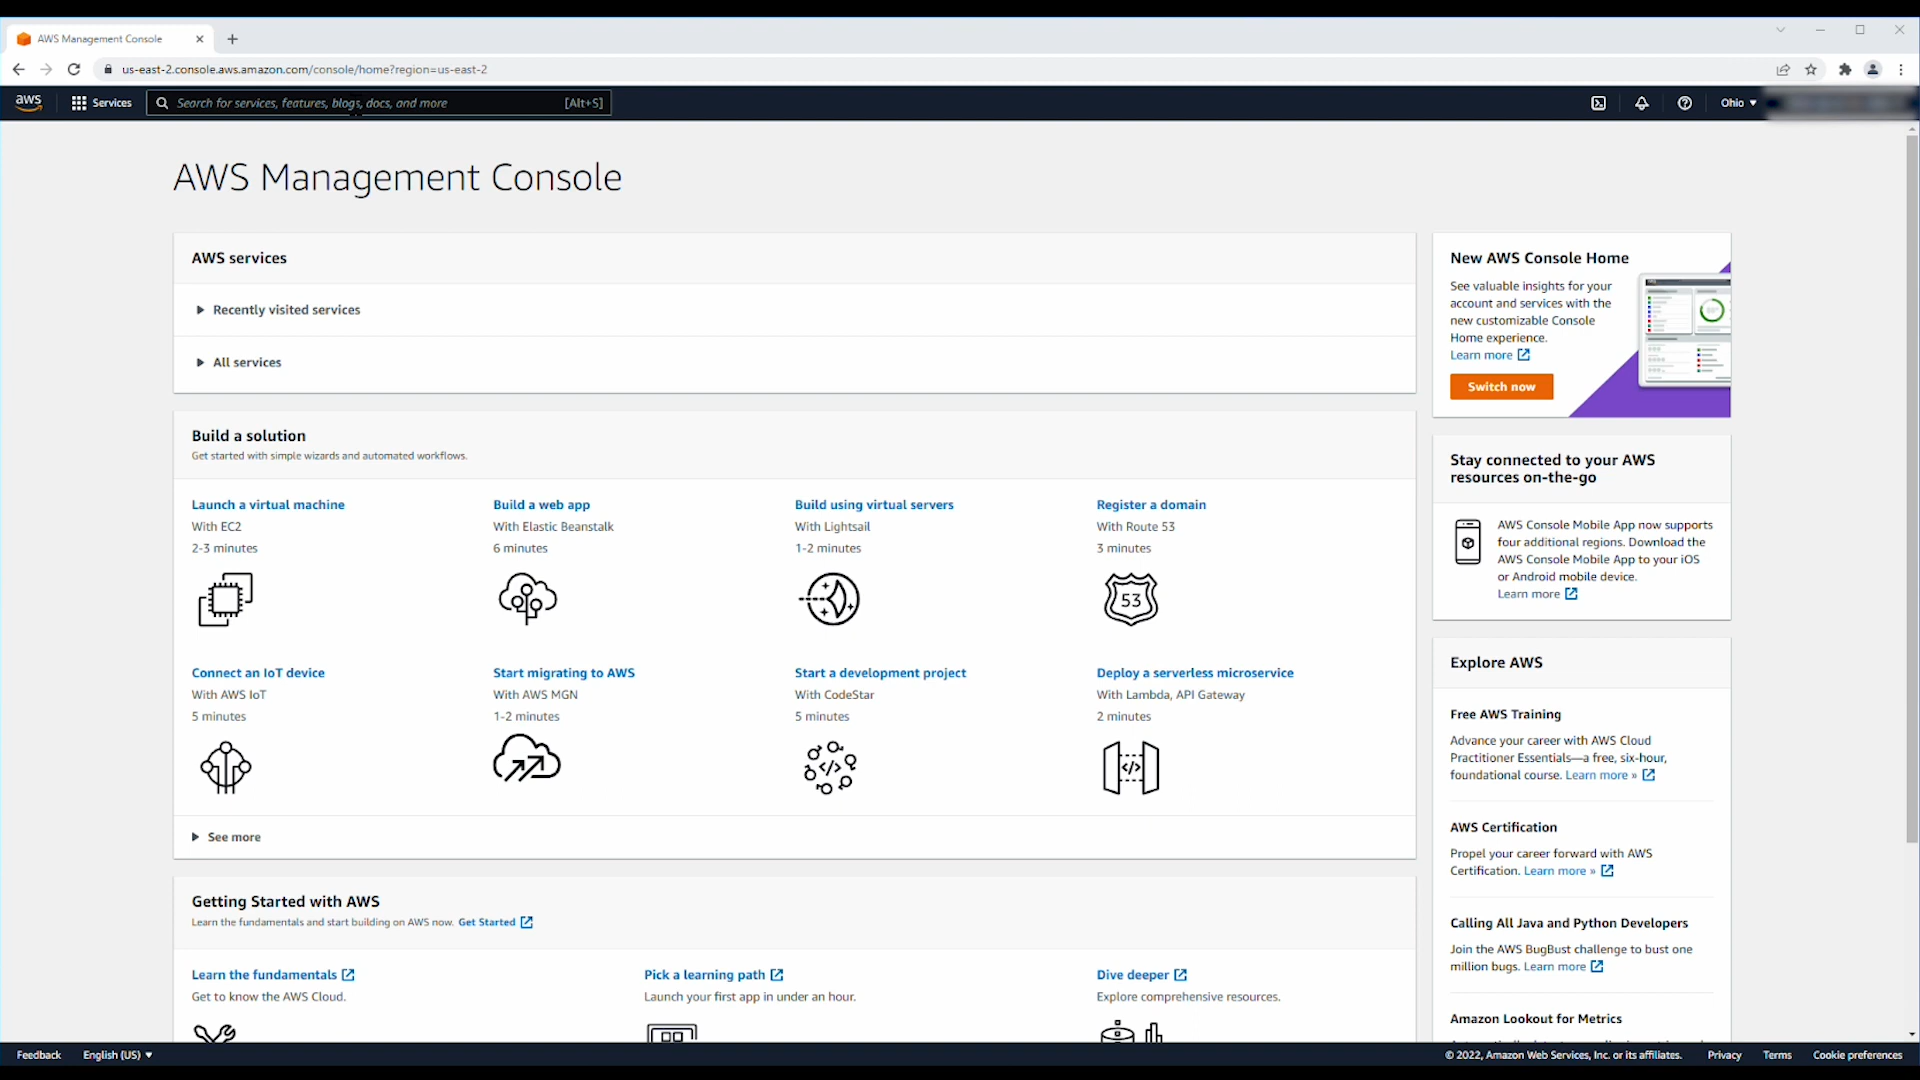 AWS Management Console
us-east-2.console.aws.amazon.com/console/home?region=us-east-2
aws
Services
Search for services, features, blogs, docs, and more
[Alt+S]
Ohio
AWS Management Console
AWS services
Recently visited services
All services
Build a solution
Get started with simple wizards and automated workflows.
Launch a virtual machine
With EC2
2-3 minutes
Build a web app
With Elastic Beanstalk
6 minutes
Build using virtual servers
With Lightsail
1-2 minutes
Register a domain
With Route 53
3 minutes
53
Connect an IoT device
With AWS IoT
5 minutes
Start migrating to AWS
With AWS MGN
1-2 minutes
Start a development project
With CodeStar
5 minutes
Deploy a serverless microservice
With Lambda, API Gateway
2 minutes
See more
Getting Started with AWS
Learn the fundamentals and start building on AWS now. Get Started
Learn the fundamentals
Get to know the AWS Cloud.
Pick a learning path
Launch your first app in under an hour.
Dive deeper
Explore comprehensive resources.
New AWS Console Home
See valuable insights for your
account and services with the
new customizable Console
Home experience.
Learn more
Switch now
Stay connected to your AWS
resources on-the-go
AWS Console Mobile App now supports
four additional regions. Download the
AWS Console Mobile App to your iOS
or Android mobile device.
Learn more
Explore AWS
Free AWS Training
Advance your career with AWS Cloud
Practitioner Essentials—a free, six-hour,
foundational course. Learn more »
AWS Certification
Propel your career forward with AWS
Certification. Learn more »
Calling All Java and Python Developers
Join the AWS BugBust challenge to bust one
million bugs. Learn more
Amazon Lookout for Metrics
Feedback
English (US)
© 2022, Amazon Web Services, Inc. or its affiliates.
Privacy
Terms
Cookie preferences